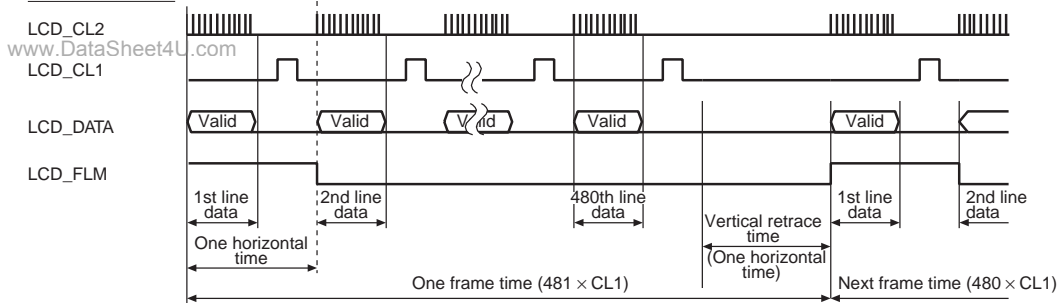 LCD_CL2
www.DataSheet4U.com
LCD_CL1
LCD_DATA
Valid
Valid
Valid
Valid
Valid
LCD_FLM
1st line
data
2nd line
data
480th line
data
1st line
data
2nd line
data
One horizontal
time
Vertical retrace
time
(One horizontal
time)
One frame time (481 × CL1)
Next frame time (480 × CL1)